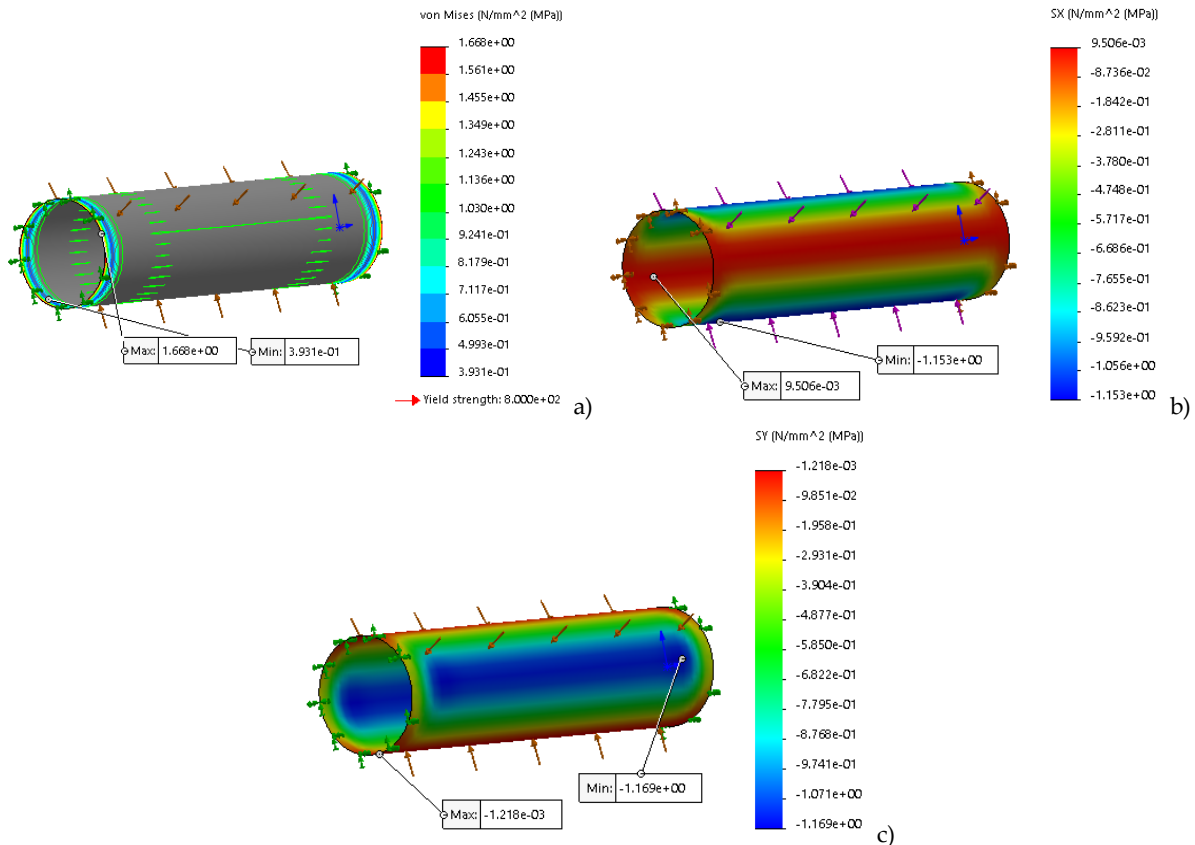 von Mises (N/mm^2 (MPa))
1.668e+00
1.561e+00
1.455e+00
1.349e+00
1.243e+00
1.136e+00
1.030e+00
9.241e-01
8.179e-01
7.117e-01
6.055e-01
4.993e-01
3.931e-01
Yield strength: 8.000e+02
Max: 1.668e+00
Min: 3.931e-01
a)
SX (N/mm^2 (MPa))
9.506e-03
-8.736e-02
-1.842e-01
-2.811e-01
-3.780e-01
-4.748e-01
-5.717e-01
-6.686e-01
-7.655e-01
-8.623e-01
-9.592e-01
-1.056e+00
-1.153e+00
Min: -1.153e+00
Max: 9.506e-03
b)
SY (N/mm^2 (MPa))
-1.218e-03
-9.851e-02
-1.958e-01
-2.931e-01
-3.904e-01
-4.877e-01
-5.850e-01
-6.822e-01
-7.795e-01
-8.768e-01
-9.741e-01
-1.071e+00
-1.169e+00
Min: -1.169e+00
Max: -1.218e-03
c)